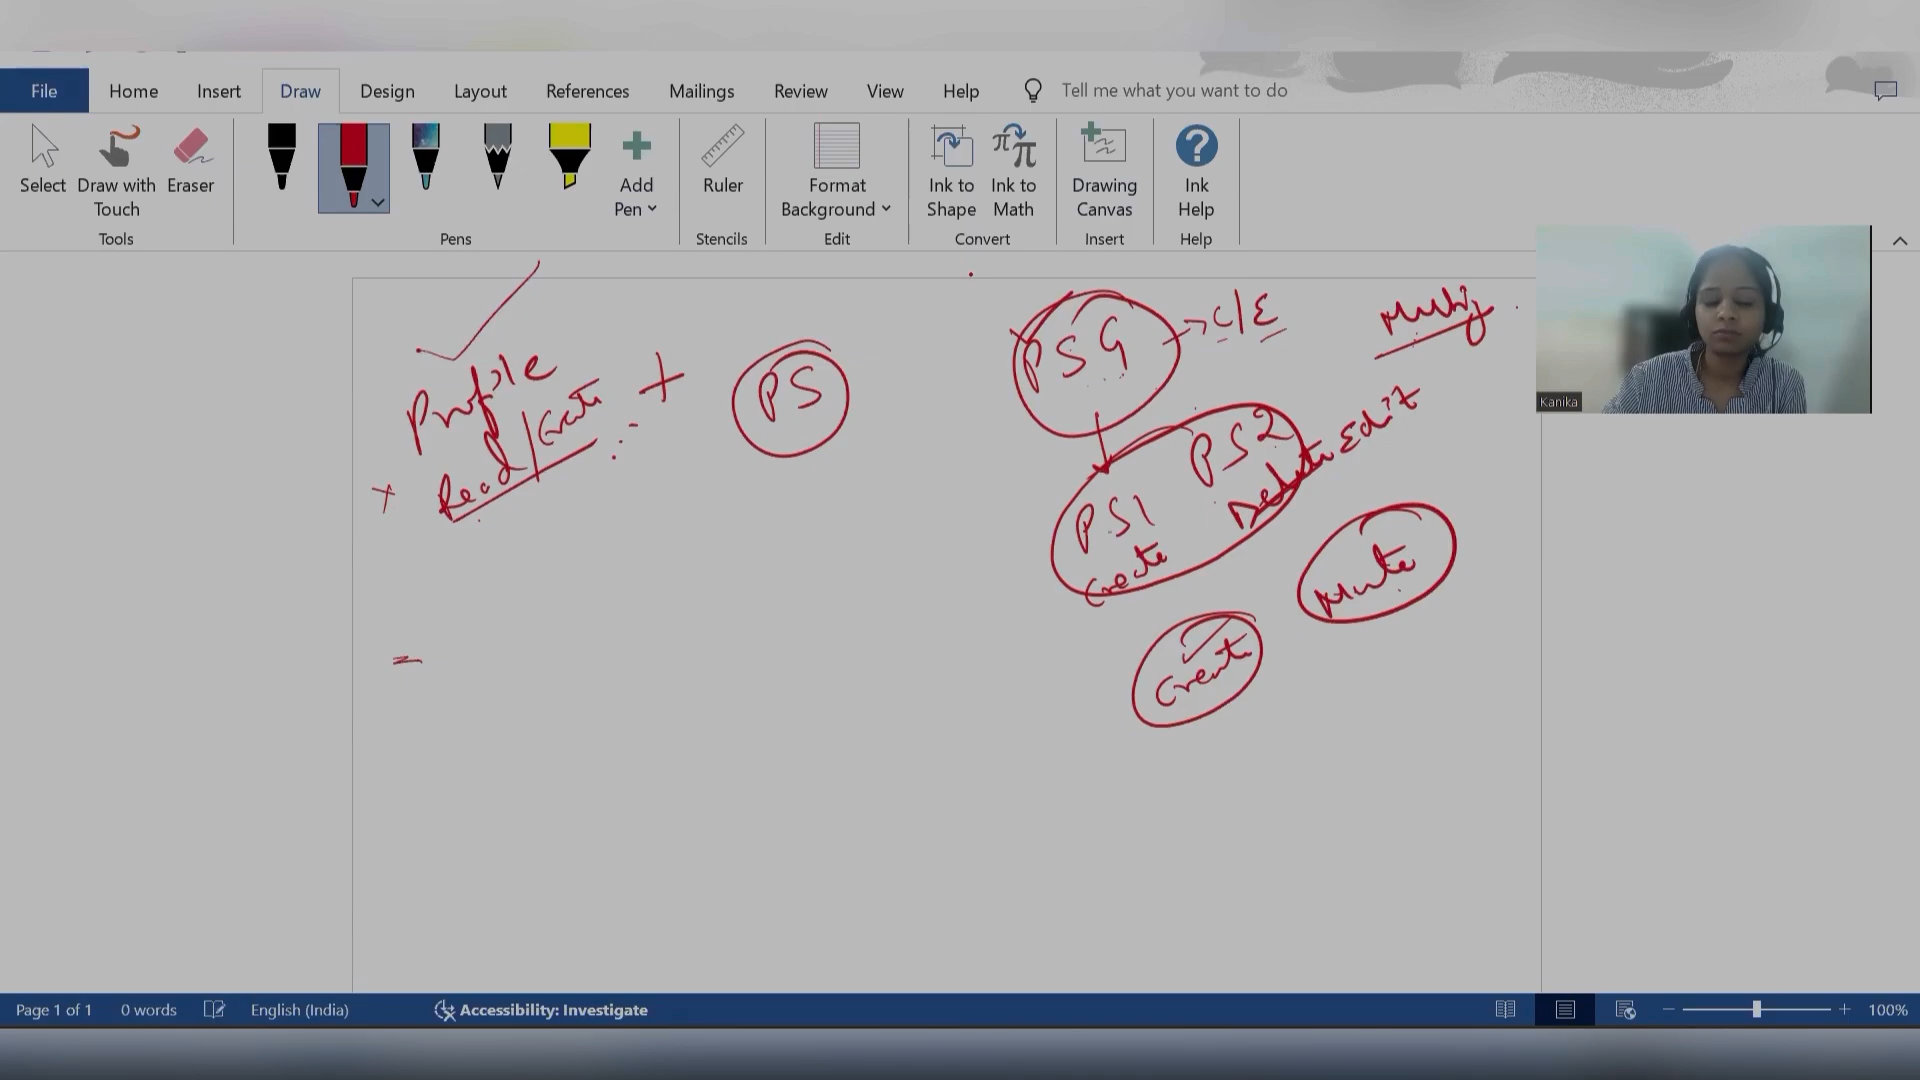 File Home Insert Draw Design Layout References Mailings Review View Help Tell me what you want to do
Select Draw with Touch Eraser Add Pen Ruler Format Background Ink to Shape Ink to Math Drawing Canvas Ink Help
Tools Pens Stencils Edit Convert Insert Help
Kanika
Profile + PS
Read/Create
PSG → C/E
PS1 PS2
Create Delete Edit
Mute
Create
=
Page 1 of 1 0 words English (India) Accessibility: Investigate 100%